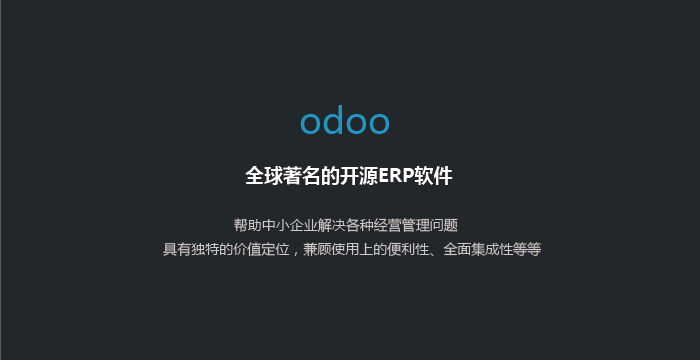 odoo
全球著名的开源ERP软件
帮助中小企业解决各种经营管理问题
具有独特的价值定位，兼顾使用上的便利性、全面集成性等等